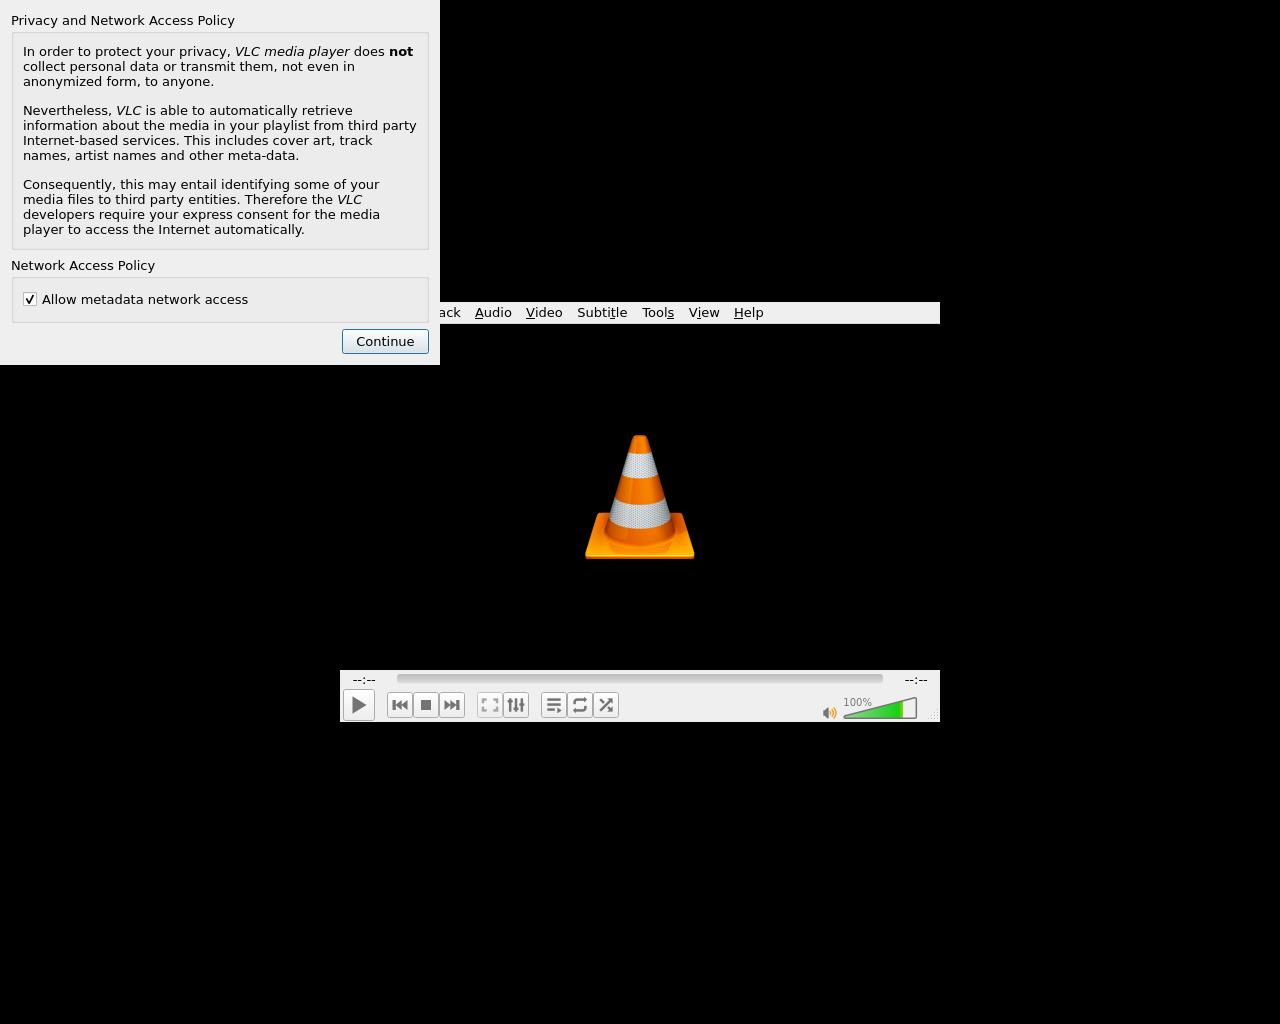 Privacy and Network Access Policy
In order to protect your privacy, VLC media player does not
collect personal data or transmit them, not even in
anonymized form, to anyone.
Nevertheless, VLC is able to automatically retrieve
information about the media in your playlist from third party
Internet-based services. This includes cover art, track
names, artist names and other meta-data.
Consequently, this may entail identifying some of your
media files to third party entities. Therefore the VLC
developers require your express consent for the media
player to access the Internet automatically.
Network Access Policy
Allow metadata network access
Continue
ack Audio Video Subtitle Tools View Help
--:-- --:--
100%